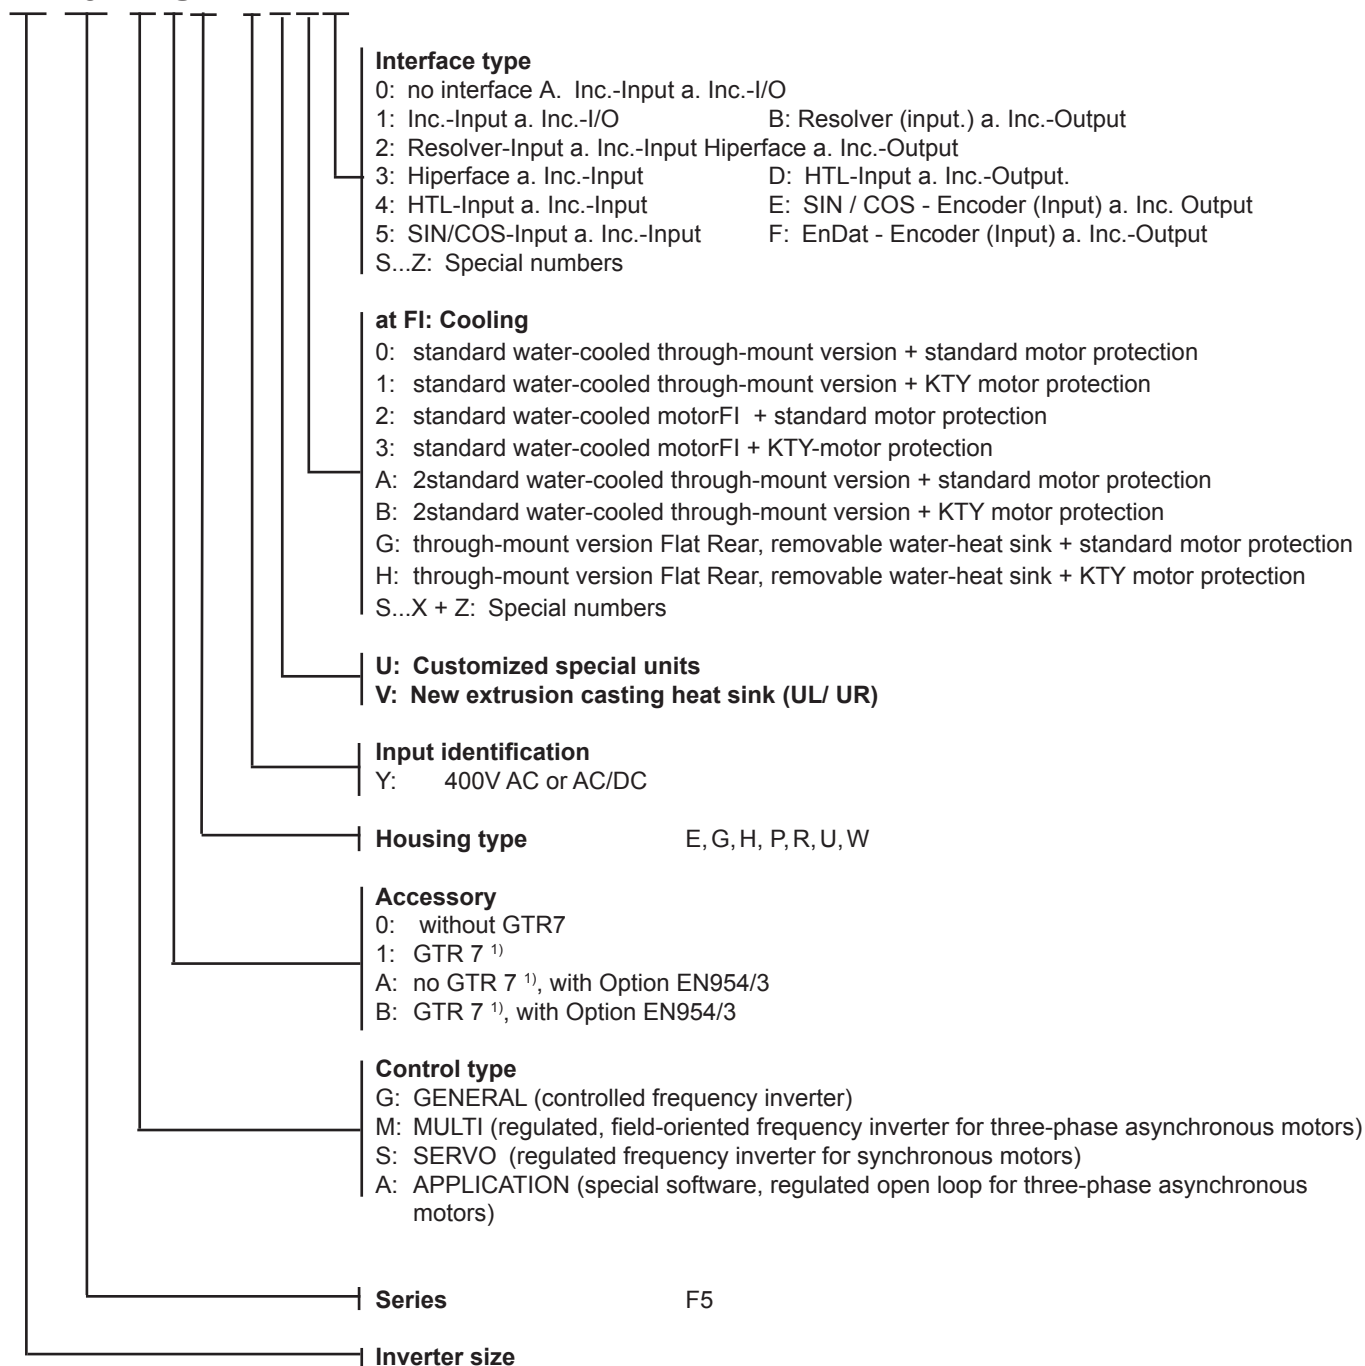 Interface type
0: no interface A. Inc.-Input a. Inc.-I/O
1: Inc.-Input a. Inc.-I/O B: Resolver (input.) a. Inc.-Output
2: Resolver-Input a. Inc.-Input Hiperface a. Inc.-Output
3: Hiperface a. Inc.-Input D: HTL-Input a. Inc.-Output.
4: HTL-Input a. Inc.-Input E: SIN / COS - Encoder (Input) a. Inc. Output
5: SIN/COS-Input a. Inc.-Input F: EnDat - Encoder (Input) a. Inc.-Output
S...Z: Special numbers
at FI: Cooling
0: standard water-cooled through-mount version + standard motor protection
1: standard water-cooled through-mount version + KTY motor protection
2: standard water-cooled motorFI + standard motor protection
3: standard water-cooled motorFI + KTY-motor protection
A: 2standard water-cooled through-mount version + standard motor protection
B: 2standard water-cooled through-mount version + KTY motor protection
G: through-mount version Flat Rear, removable water-heat sink + standard motor protection
H: through-mount version Flat Rear, removable water-heat sink + KTY motor protection
S...X + Z: Special numbers
U: Customized special units
V: New extrusion casting heat sink (UL/ UR)
Input identification
Y: 400V AC or AC/DC
Housing type E, G, H, P, R, U, W
Accessory
0: without GTR7
1: GTR 7 1)
A: no GTR 7 1), with Option EN954/3
B: GTR 7 1), with Option EN954/3
Control type
G: GENERAL (controlled frequency inverter)
M: MULTI (regulated, field-oriented frequency inverter for three-phase asynchronous motors)
S: SERVO (regulated frequency inverter for synchronous motors)
A: APPLICATION (special software, regulated open loop for three-phase asynchronous
motors)
Series F5
Inverter size